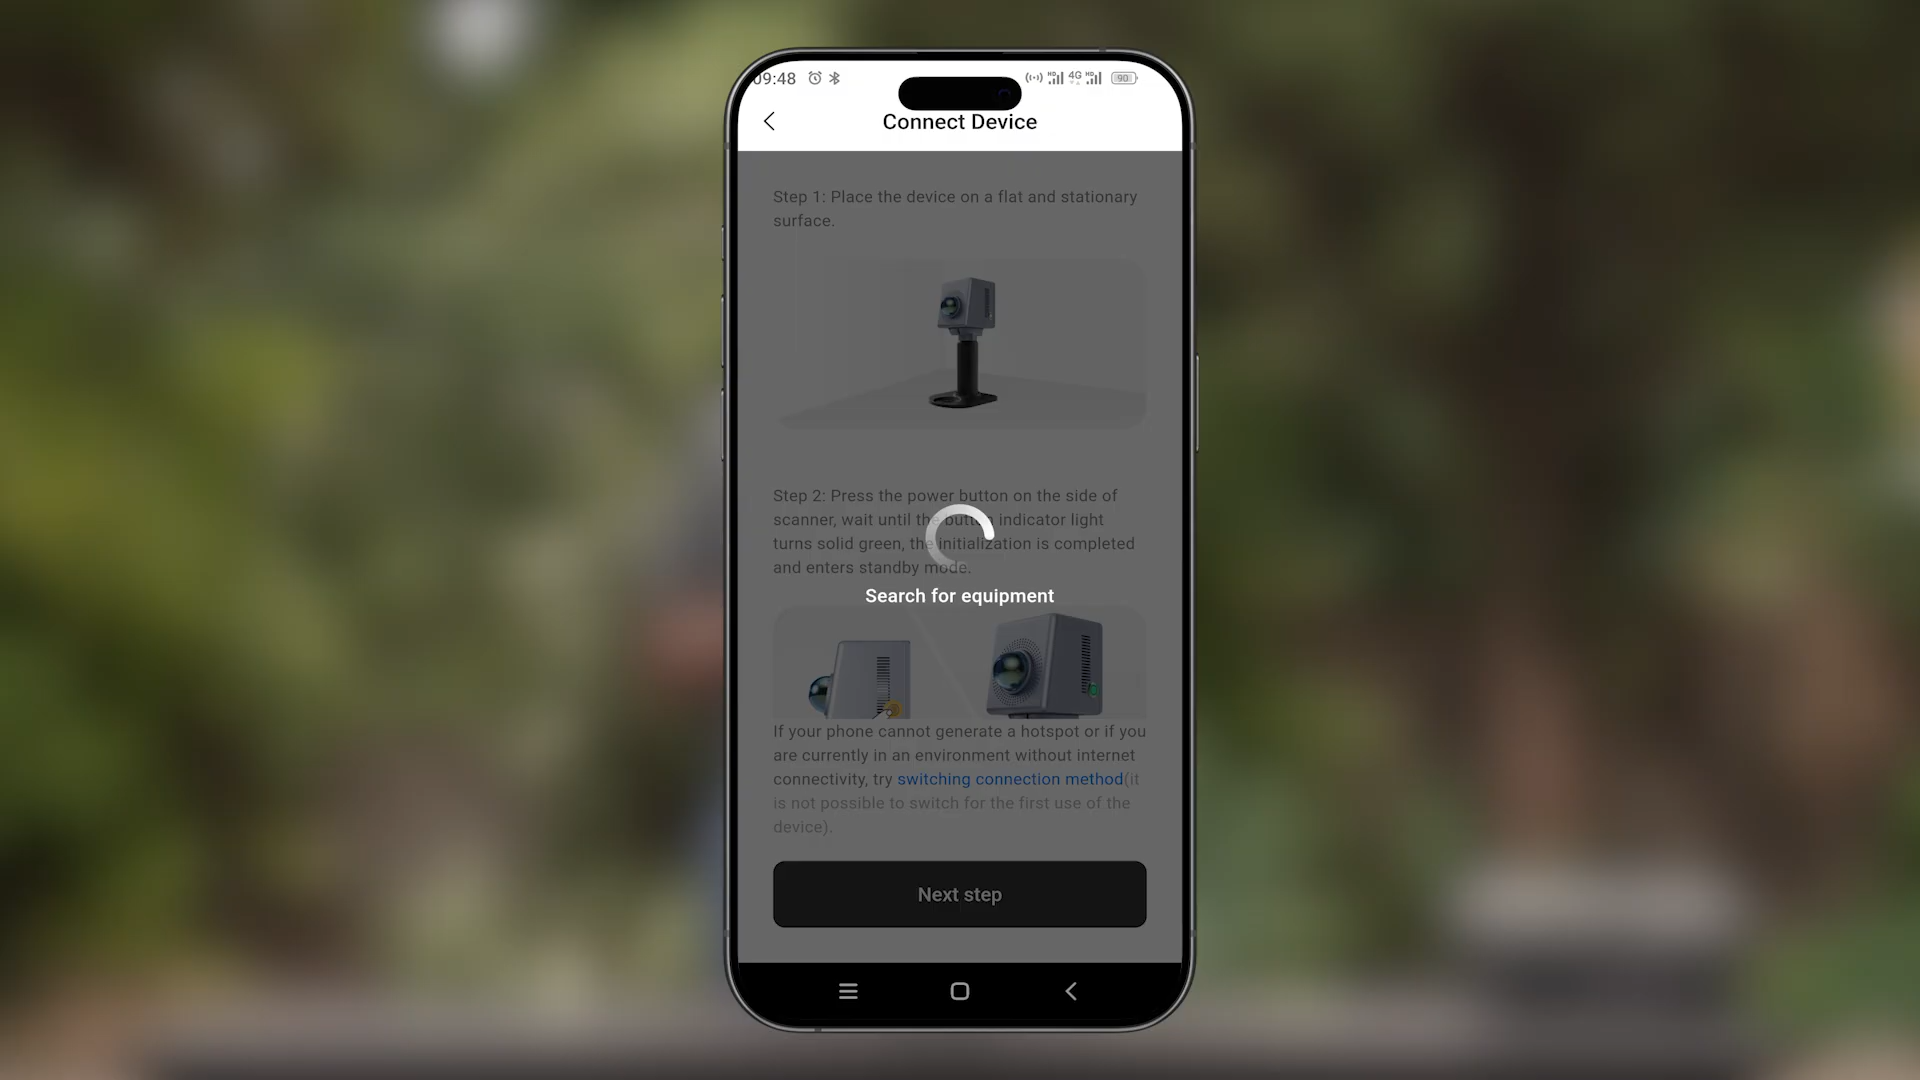 09:48
4G
90
Connect Device
Step 1: Place the device on a flat and stationary
surface.
Step 2: Press the power button on the side of
scanner, wait until the button indicator light
turns solid green, the initialization is completed
and enters standby mode.
Search for equipment
If your phone cannot generate a hotspot or if you
are currently in an environment without internet
connectivity, try switching connection method(it
is not possible to switch for the first use of the
device).
Next step